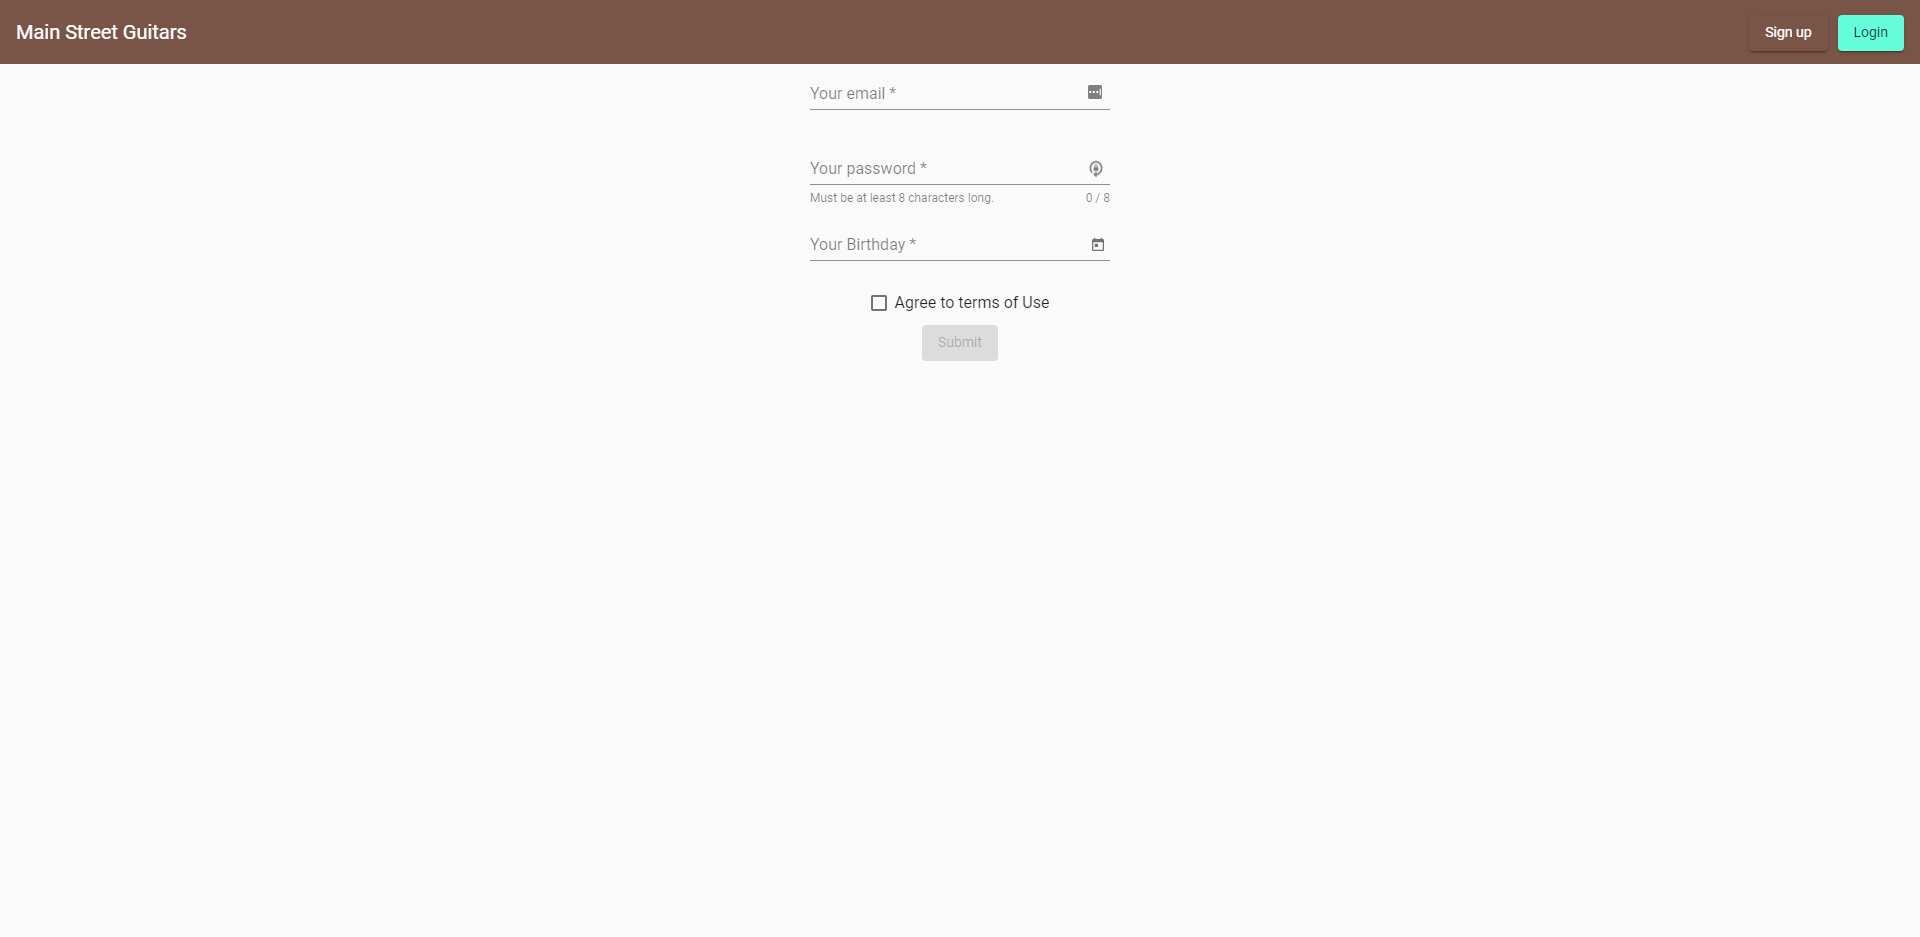 Main Street Guitars
Sign up
Login
Your email *
Your password *
Must be at least 8 characters long.
0 / 8
Your Birthday *
Agree to terms of Use
Submit